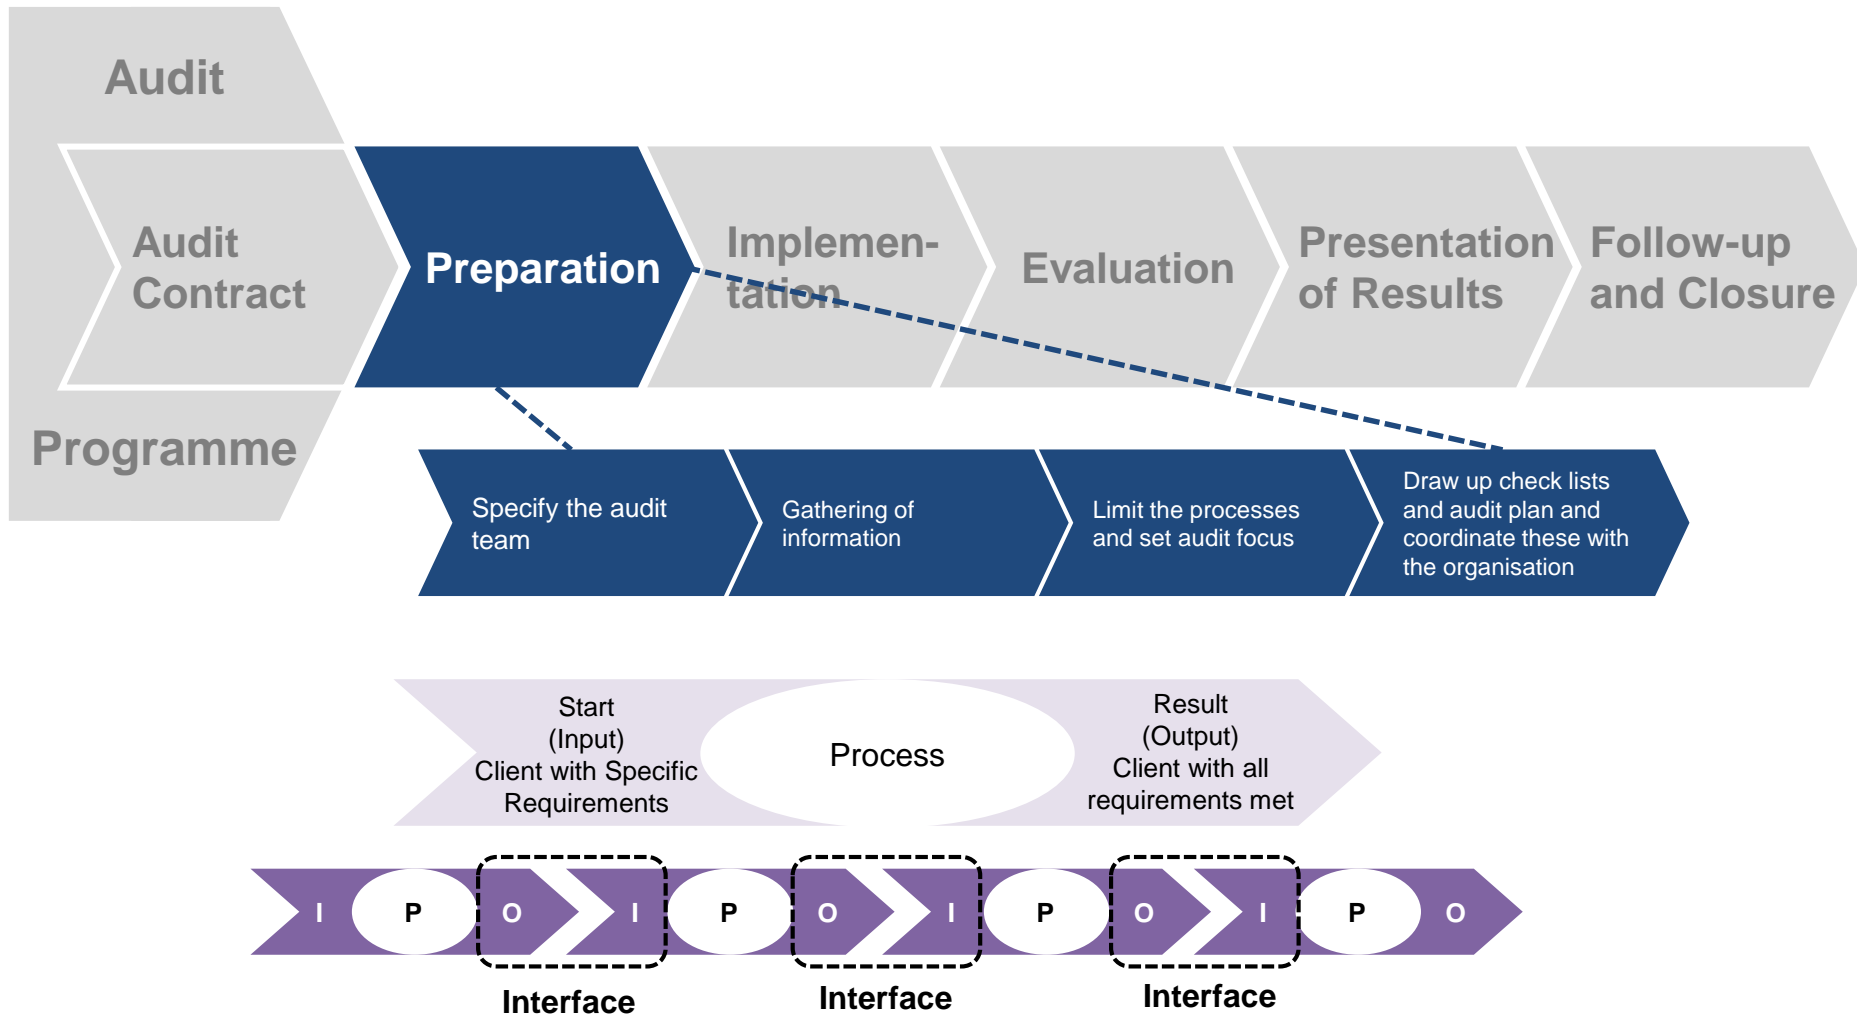 Audit
Programme
Audit
Contract
Preparation
Implemen-
tation
Evaluation
Presentation
of Results
Follow-up
and Closure
Specify the audit
team
Gathering of
information
Limit the processes
and set audit focus
Draw up check lists
and audit plan and
coordinate these with
the organisation
Start
(Input)
Client with Specific
Requirements
Process
Result
(Output)
Client with all
requirements met
I P O I P O I P O I P O
Interface Interface Interface